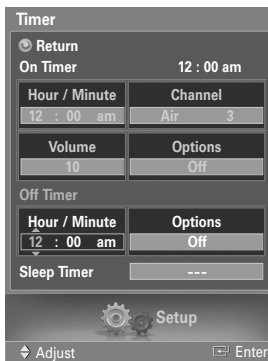 Timer
Return
On Timer 12 : 00 am
Hour / Minute Channel
12 : 00 am Air 3
Volume Options
10 Off
Off Timer
Hour / Minute Options
12 : 00 am Off
Sleep Timer ---
Setup
Adjust Enter